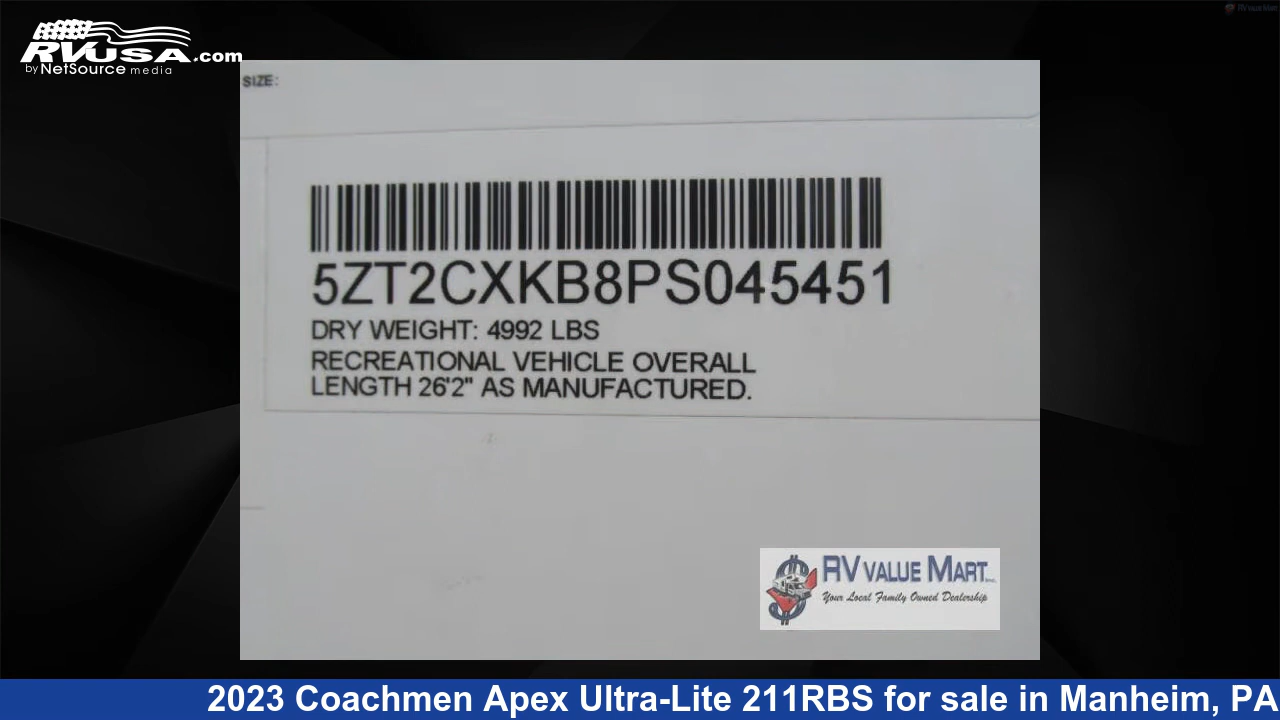 RVUSA.com
by NetSource media
SIZE:
5ZT2CXKB8PS045451
DRY WEIGHT: 4992 LBS
RECREATIONAL VEHICLE OVERALL
LENGTH 26'2" AS MANUFACTURED.
RV VALUE MART
Your Local Family Owned Dealership
2023 Coachmen Apex Ultra-Lite 211RBS for sale in Manheim, PA